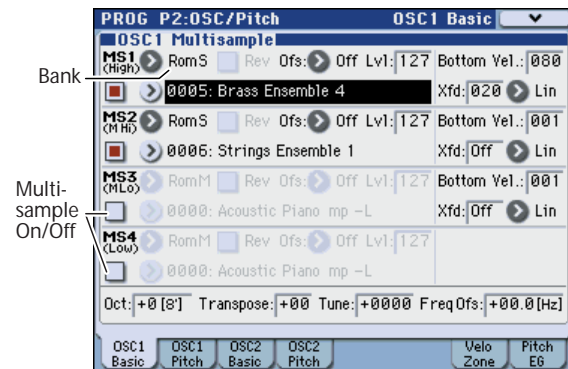 PROG P2:OSC/Pitch OSC1 Basic
OSC1 Multisample
MS1 (High) RomS Rev Ofs: Off Lvl: 127 Bottom Vel.: 080
Bank
0005: Brass Ensemble 4 Xfd: 020 Lin
MS2 (M Hi) RomS Rev Ofs: Off Lvl: 127 Bottom Vel.: 001
0006: Strings Ensemble 1 Xfd: Off Lin
MS3 (MLo) RomM Rev Ofs: Off Lvl: 127 Bottom Vel.: 001
Multi-
sample
On/Off
0000: Acoustic Piano mp -L Xfd: Off Lin
MS4 (Low) RomM Rev Ofs: Off Lvl: 127
0000: Acoustic Piano mp -L
Oct: +0 [8'] Transpose: +00 Tune: +0000 Freq Ofs: +00.0 [Hz]
OSC1 Basic OSC1 Pitch OSC2 Basic OSC2 Pitch Velo Zone Pitch EG